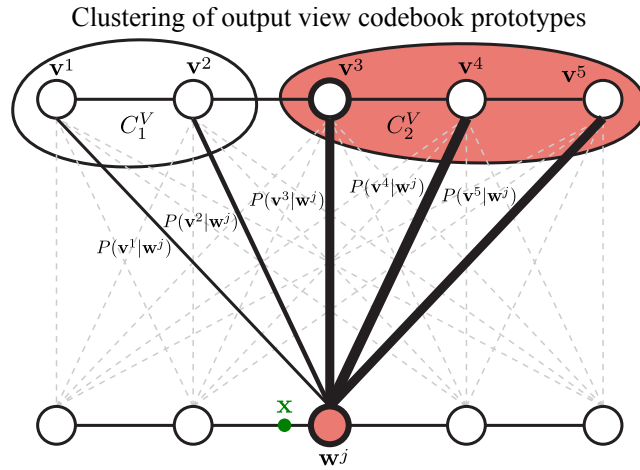 Clustering of output view codebook prototypes
v¹ v² v³ v⁴ v⁵
C₁ⱽ C₂ⱽ
P(v³|wʲ) P(v⁴|wʲ) P(v⁵|wʲ)
P(v²|wʲ)
P(v¹|wʲ)
x
wʲ